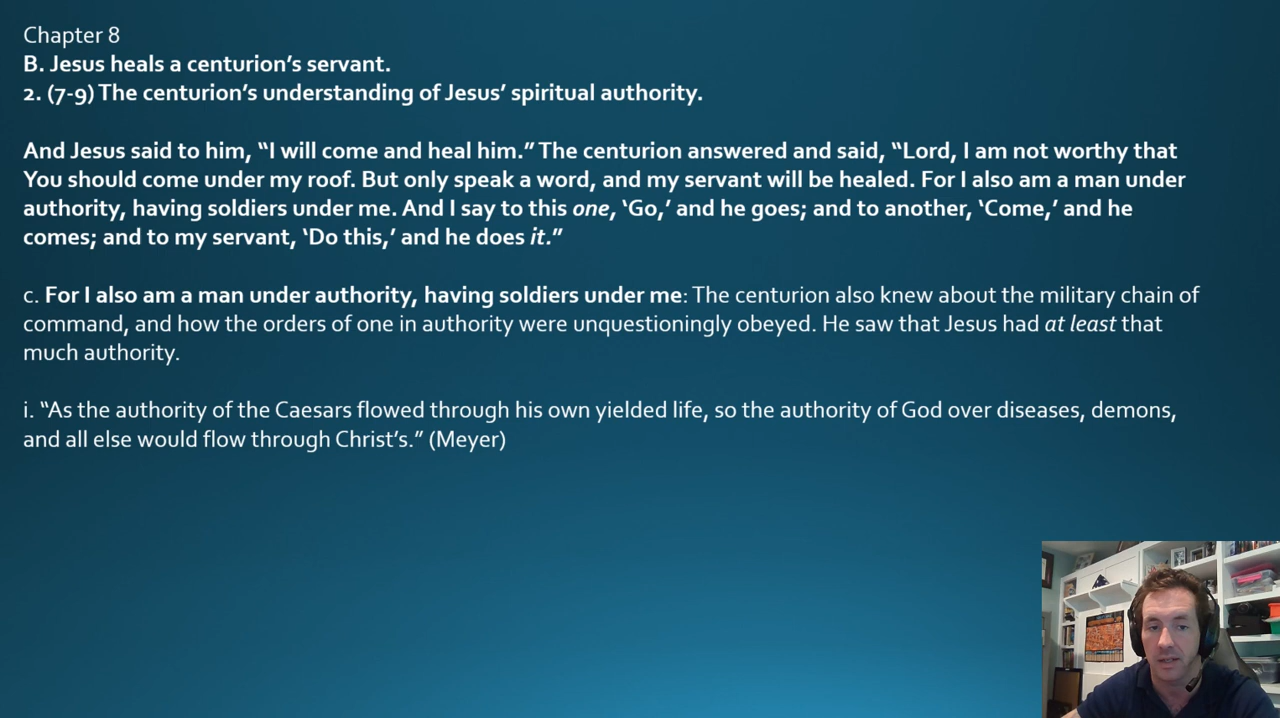 Chapter 8
B. Jesus heals a centurion’s servant.
2. (7-9) The centurion’s understanding of Jesus’ spiritual authority.
And Jesus said to him, “I will come and heal him.” The centurion answered and said, “Lord, I am not worthy that
You should come under my roof. But only speak a word, and my servant will be healed. For I also am a man under
authority, having soldiers under me. And I say to this one, ‘Go,’ and he goes; and to another, ‘Come,’ and he
comes; and to my servant, ‘Do this,’ and he does it.”
c. For I also am a man under authority, having soldiers under me: The centurion also knew about the military chain of
command, and how the orders of one in authority were unquestioningly obeyed. He saw that Jesus had at least that
much authority.
i. “As the authority of the Caesars flowed through his own yielded life, so the authority of God over diseases, demons,
and all else would flow through Christ’s.” (Meyer)